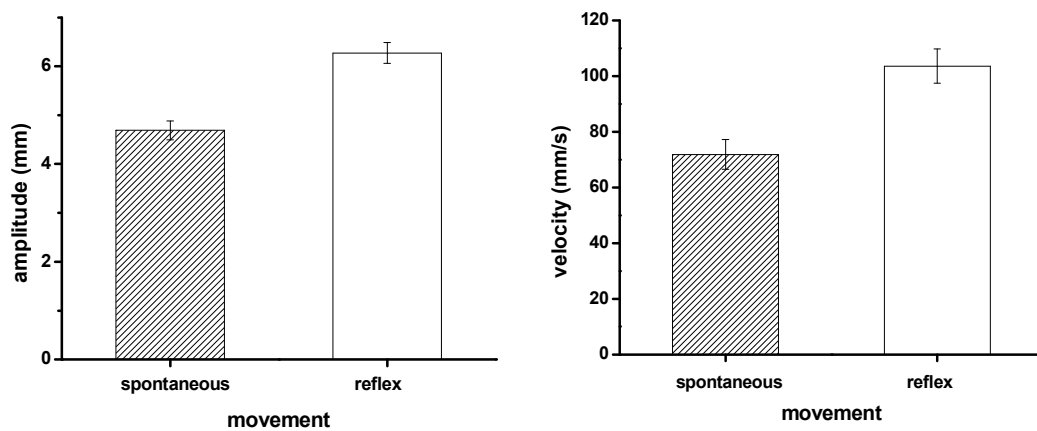 amplitude (mm)
6
4
2
0
spontaneous
reflex
movement
velocity (mm/s)
120
100
80
60
40
20
0
spontaneous
reflex
movement